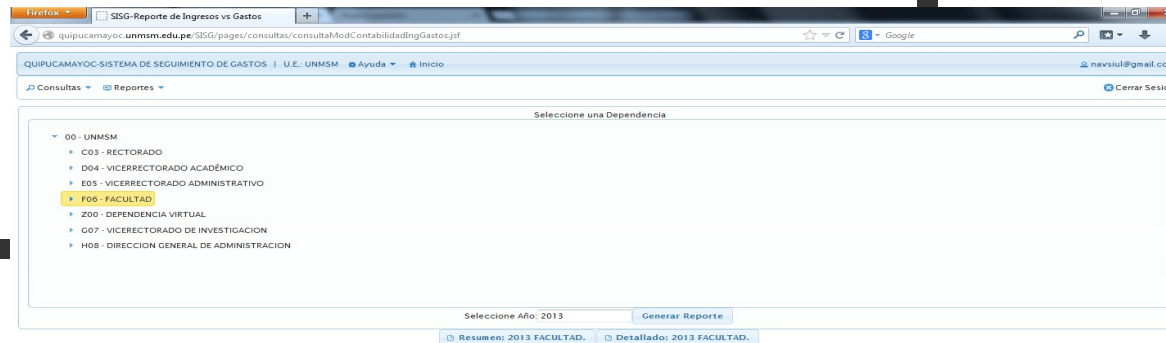 Firefox
SISG-Reporte de Ingresos vs Gastos
+
quipucamayoc.unmsm.edu.pe/SISG/pages/consultas/consultaModContabilidadIngGastos.jsf
8 Google
QUIPUCAMAYOC-SISTEMA DE SEGUIMIENTO DE GASTOS | U.E.: UNMSM Ayuda Inicio
navsiul@gmail.co
Consultas Reportes
Cerrar Sesió
Seleccione una Dependencia
00 - UNMSM
C03 - RECTORADO
D04 - VICERRECTORADO ACADÉMICO
E05 - VICERRECTORADO ADMINISTRATIVO
F06 - FACULTAD
Z00 - DEPENDENCIA VIRTUAL
G07 - VICERECTORADO DE INVESTIGACION
H08 - DIRECCION GENERAL DE ADMINISTRACION
Seleccione Año: 2013 Generar Reporte
Resumen: 2013 FACULTAD. Detallado: 2013 FACULTAD.